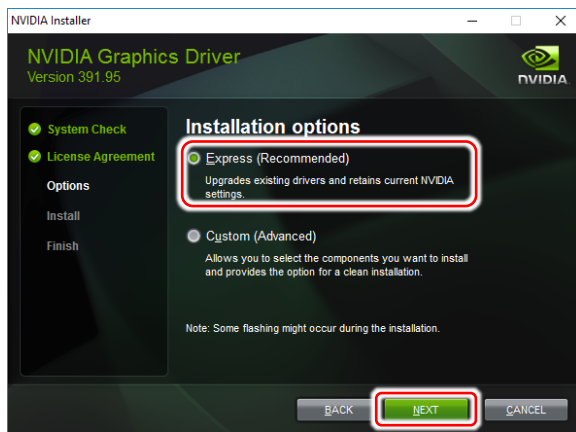 NVIDIA Installer
NVIDIA Graphics Driver
Version 391.95
NVIDIA
System Check
License Agreement
Options
Install
Finish
Installation options
Express (Recommended)
Upgrades existing drivers and retains current NVIDIA
settings.
Custom (Advanced)
Allows you to select the components you want to install
and provides the option for a clean installation.
Note: Some flashing might occur during the installation.
BACK
NEXT
CANCEL